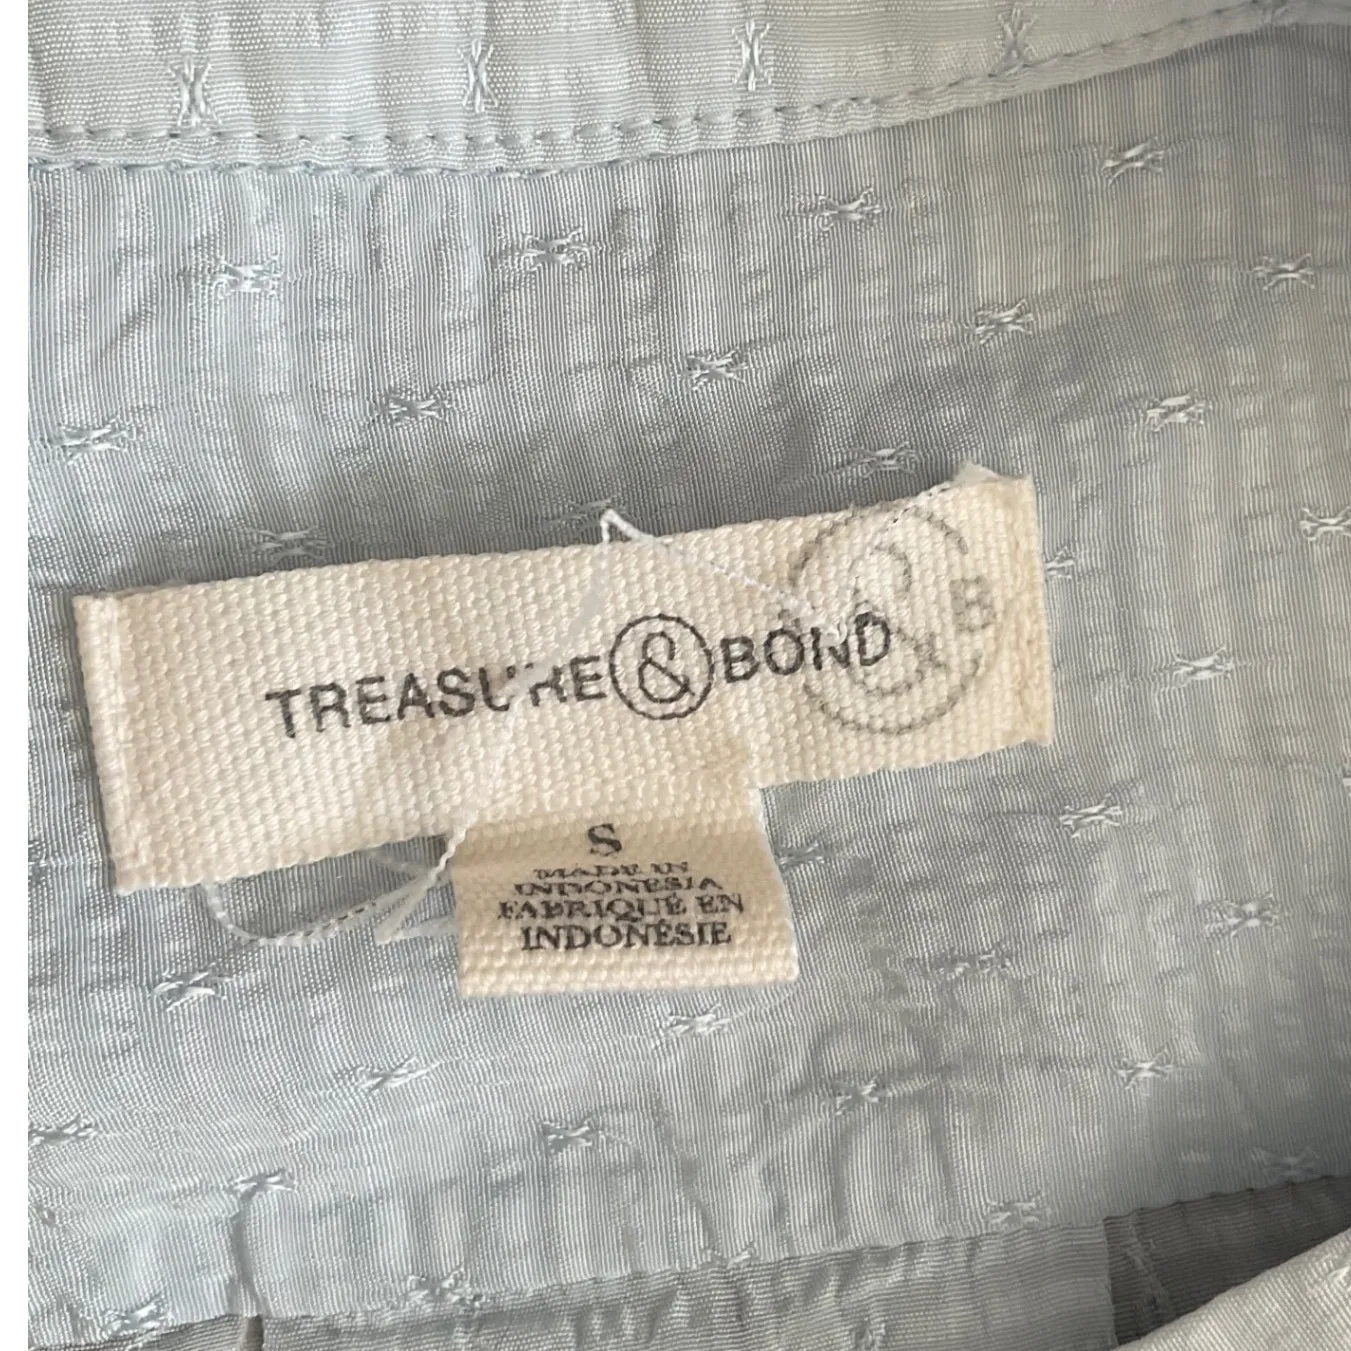 TREASURE & BOND
& B
S
MADE IN
INDONESIA
FABRIQUÉ EN
INDONÉSIE